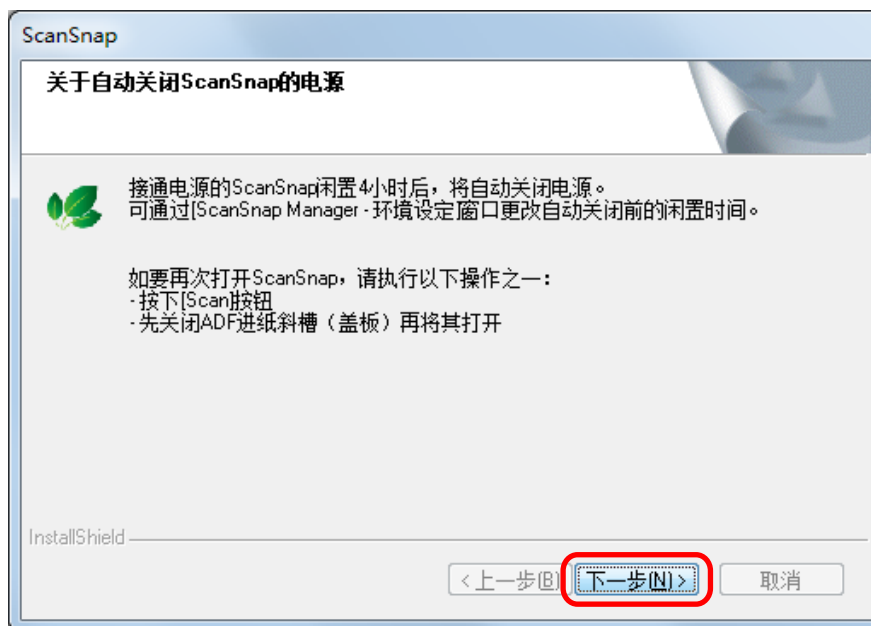 ScanSnap
关于自动关闭ScanSnap的电源
接通电源的ScanSnap闲置4小时后，将自动关闭电源。
可通过[ScanSnap Manager - 环境设定]窗口更改自动关闭前的闲置时间。
如要再次打开ScanSnap，请执行以下操作之一：
- 按下[Scan]按钮
- 先关闭ADF进纸斜槽（盖板）再将其打开
InstallShield
< 上一步(B) 下一步(N) > 取消